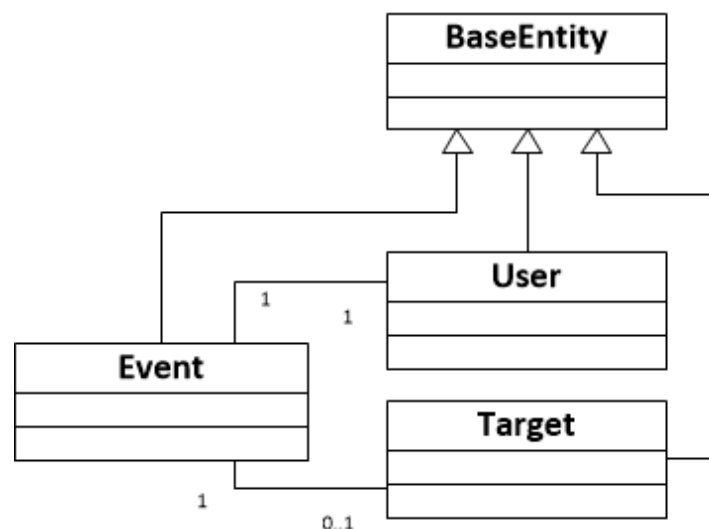 BaseEntity
User
1
1
Event
Target
1
0..1